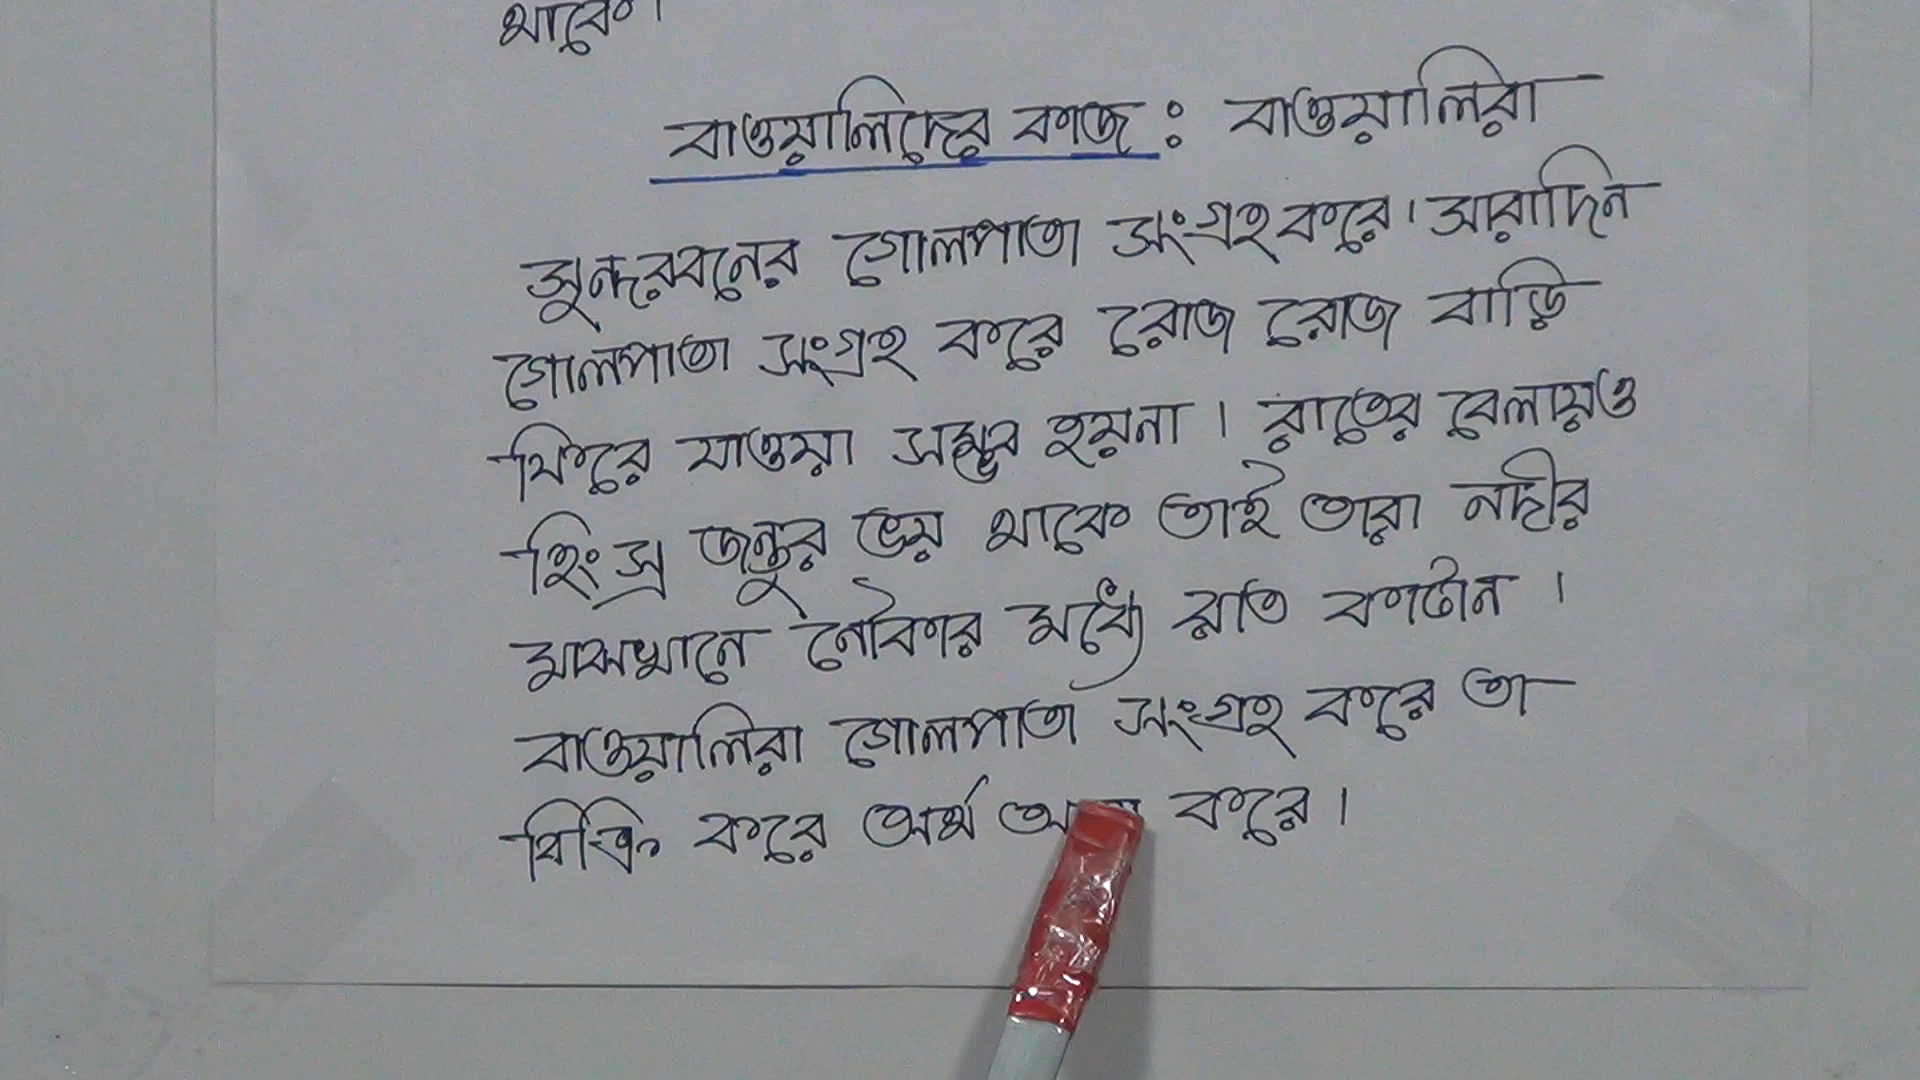 থাকে।
বাওয়ালিদের কাজ : বাওয়ালিরা
সুন্দরবনের গোলপাতা সংগ্রহ করে। সারাদিন
গোলপাতা সংগ্রহ করে রোজ রোজ বাড়ি
ফিরে যাওয়া সম্ভব হয়না। রাতের বেলায়ও
হিংস্র জন্তুর ভয় থাকে তাই তারা নদীর
মাঝখানে নৌকার মধ্যে রাত কাটান।
বাওয়ালিরা গোলপাতা সংগ্রহ করে তা
বিক্রি করে অর্থ করে।